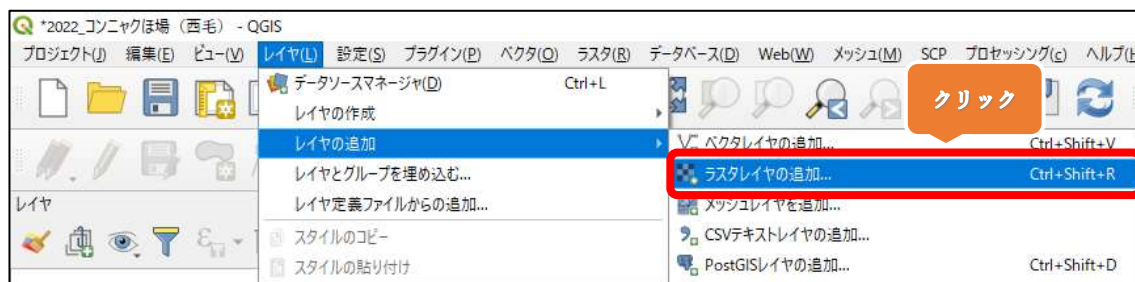 *2022_コンニャクほ場（西毛） - QGIS
プロジェクト(J) 編集(E) ビュー(V) レイヤ(L) 設定(S) プラグイン(P) ベクタ(O) ラスタ(R) データベース(D) Web(W) メッシュ(M) SCP プロセッシング(c) ヘルプ(H
データソースマネージャ(D) Ctrl+L
クリック
レイヤの作成
レイヤの追加
ベクタレイヤの追加... Ctrl+Shift+V
レイヤとグループを埋め込む...
ラスタレイヤの追加... Ctrl+Shift+R
レイヤ
レイヤ定義ファイルからの追加...
メッシュレイヤを追加...
スタイルのコピー
CSVテキストレイヤの追加...
スタイルの貼り付け
PostGISレイヤの追加... Ctrl+Shift+D